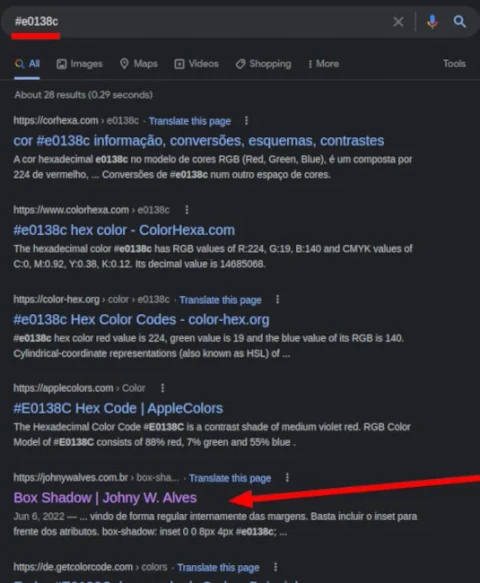 #e0138c
All Images Maps Videos Shopping More Tools
About 28 results (0.29 seconds)
https://corhexa.com › e0138c · Translate this page
cor #e0138c informação, conversões, esquemas, contrastes
A cor hexadecimal e0138c no modelo de cores RGB (Red, Green, Blue), é um composta por
224 de vermelho, ... Conversões de #e0138c num outro espaço de cores.
https://www.colorhexa.com › e0138c
#e0138c hex color - ColorHexa.com
The hexadecimal color #e0138c has RGB values of R:224, G:19, B:140 and CMYK values of
C:0, M:0.92, Y:0.38, K:0.12. Its decimal value is 14685068.
https://color-hex.org › color › e0138c · Translate this page
#e0138c Hex Color Codes - color-hex.org
#e0138c hex color red value is 224, green value is 19 and the blue value of its RGB is 140.
Cylindrical-coordinate representations (also known as HSL) of ...
https://applecolors.com › Color
#E0138C Hex Code | AppleColors
The Hexadecimal Color Code #E0138C is a contrast shade of medium violet red. RGB Color
Model of #E0138C consists of 88% red, 7% green and 55% blue .
https://johnywalves.com.br › box-sha... · Translate this page
Box Shadow | Johny W. Alves
Jun 6, 2022 — ... vindo de forma regular internamente das margens. Basta incluir o inset para
frente dos atributos. box-shadow: inset 0 0 8px 4px #e0138c; ...
https://de.getcolorcode.com › colors · Translate this page